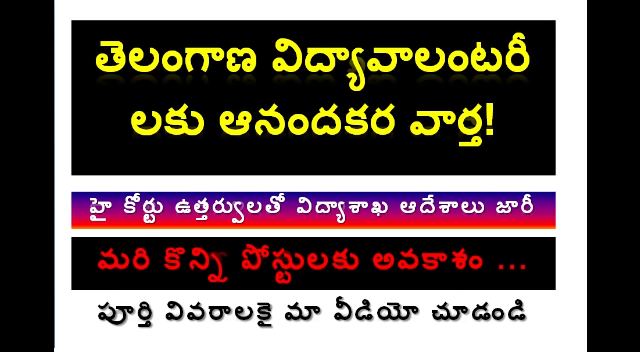 తెలంగాణ విద్యావాలంటరీ
లకు ఆనందకర వార్త!
హై కోర్టు ఉత్తర్వులతో విద్యాశాఖ ఆదేశాలు జారీ
మరి కొన్ని పోస్టులకు అవకాశం ...
పూర్తి వివరాలకై మా వీడియో చూడండి